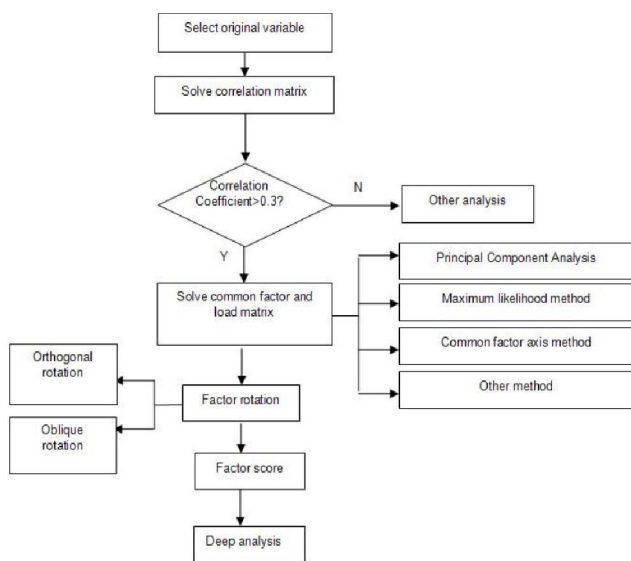 Select original variable
Solve correlation matrix
Correlation
Coefficient>0.3?
N
Other analysis
Y
Solve common factor and
load matrix
Principal Component Analysis
Maximum likelihood method
Common factor axis method
Other method
Orthogonal
rotation
Oblique
rotation
Factor rotation
Factor score
Deep analysis